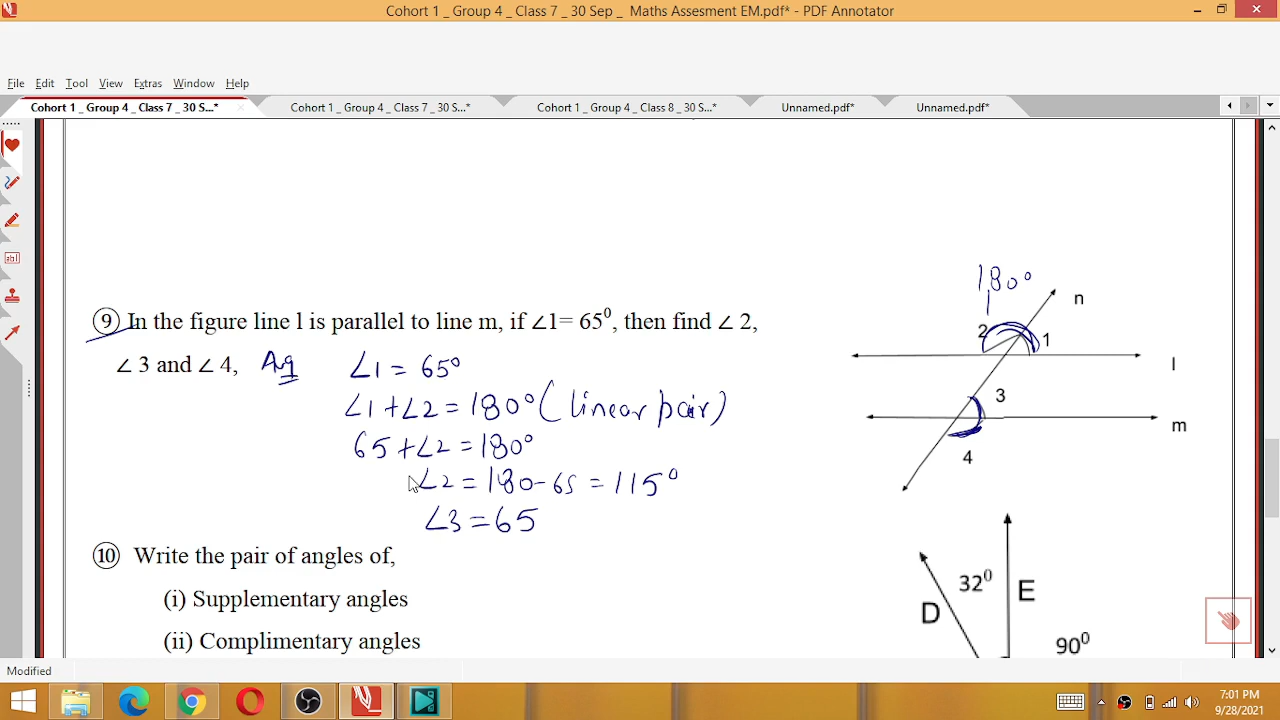 Cohort 1 _ Group 4 _ Class 7 _ 30 Sep _ Maths Assesment EM.pdf* - PDF Annotator
File Edit Tool View Extras Window Help
Cohort 1 _ Group 4 _ Class 7 _ 30 S...*
Cohort 1 _ Group 4 _ Class 7 _ 30 S...*
Cohort 1 _ Group 4 _ Class 8 _ 30 S...*
Unnamed.pdf*
Unnamed.pdf*
180°
n
9 In the figure line l is parallel to line m, if ∠1= 65⁰, then find ∠ 2,
2
1
∠ 3 and ∠ 4,
∠1 = 65°
l
∠1+∠2 = 180° (linear pair)
3
m
65 + ∠2 = 180°
4
∠2 = 180 - 65 = 115°
∠3 = 65
10 Write the pair of angles of,
32⁰
E
(i) Supplementary angles
D
(ii) Complimentary angles
90⁰
Modified
7:01 PM
9/28/2021